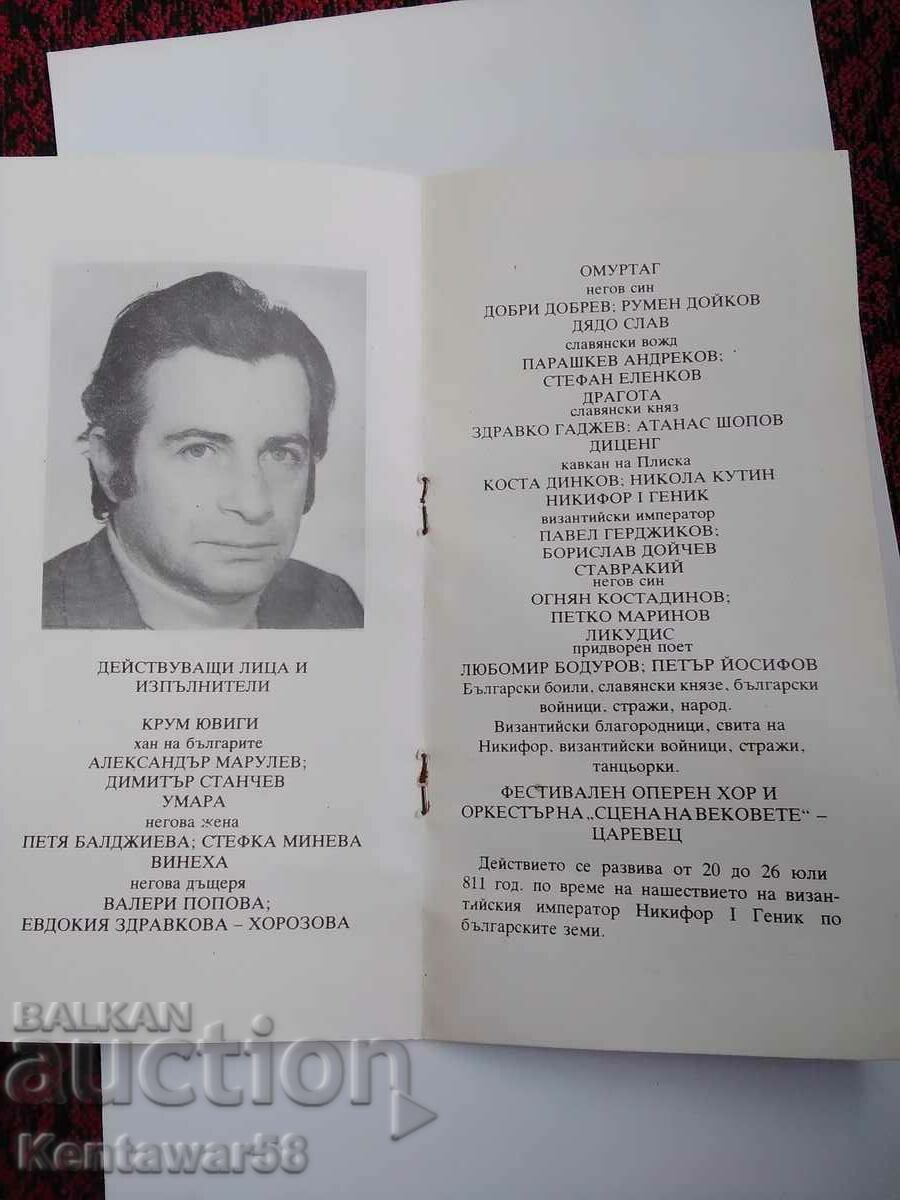 ДЕЙСТВУВАЩИ ЛИЦА И
ИЗПЪЛНИТЕЛИ
КРУМ ЮВИГИ
хан на българите
АЛЕКСАНДЪР МАРУЛЕВ;
ДИМИТЪР СТАНЧЕВ
УМАРА
негова жена
ПЕТЯ БАЛДЖИЕВА; СТЕФКА МИНЕВА
ВИНЕХА
негова дъщеря
ВАЛЕРИ ПОПОВА;
ЕВДОКИЯ ЗДРАВКОВА – ХОРОЗОВА
ОМУРТАГ
негов син
ДОБРИ ДОБРЕВ; РУМЕН ДОЙКОВ
ДЯДО СЛАВ
славянски вожд
ПАРАШКЕВ АНДРЕКОВ;
СТЕФАН ЕЛЕНКОВ
ДРАГОТА
славянски княз
ЗДРАВКО ГАДЖЕВ; АТАНАС ШОПОВ
ДИЦЕНГ
кавкан на Плиска
КОСТА ДИНКОВ; НИКОЛА КУТИН
НИКИФОР I ГЕНИК
византийски император
ПАВЕЛ ГЕРДЖИКОВ;
БОРИСЛАВ ДОЙЧЕВ
СТАВРАКИЙ
негов син
ОГНЯН КОСТАДИНОВ;
ПЕТКО МАРИНОВ
ЛИКУДИС
придворен поет
ЛЮБОМИР БОДУРОВ; ПЕТЪР ЙОСИФОВ
Български боили, славянски князе, български
войници, стражи, народ.
Византийски благородници, свита на
Никифор, византийски войници, стражи,
танцьорки.
ФЕСТИВАЛЕН ОПЕРЕН ХОР И
ОРКЕСТЪР НА „СЦЕНА НА ВЕКОВЕТЕ“ –
ЦАРЕВЕЦ
Действието се развива от 20 до 26 юли
811 год. по време на нашествието на визан-
тийския император Никифор I Геник по
българските земи.
BALKAN
auction
Kentawar58